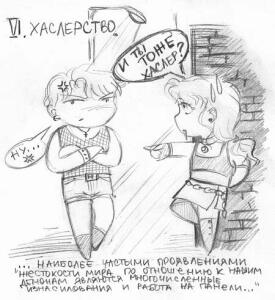 VI. ХАСЛЕРСТВО.
И ТЫ
ТОЖЕ
ХАСЛЕР?
НУ...
"... НАИБОЛЕЕ ЧАСТЫМИ ПРОЯВЛЕНИЯМИ
ЖЕСТОКОСТИ МИРА ПО ОТНОШЕНИЮ К НАШИМ
ДЕМОНАМ ЯВЛЯЮТСЯ МНОГОЧИСЛЕННЫЕ
ИЗНАСИЛОВАНИЯ И РАБОТА НА ПАНЕЛИ..."